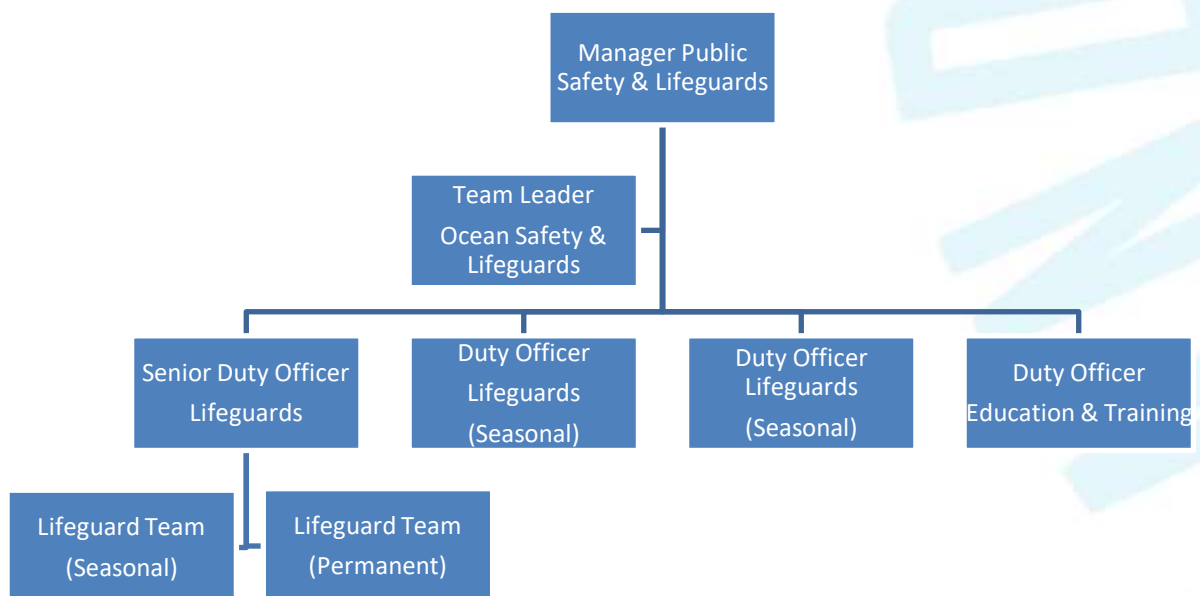 Manager Public
Safety & Lifeguards
Team Leader
Ocean Safety &
Lifeguards
Senior Duty Officer
Lifeguards
Duty Officer
Lifeguards
(Seasonal)
Duty Officer
Lifeguards
(Seasonal)
Duty Officer
Education & Training
Lifeguard Team
(Seasonal)
Lifeguard Team
(Permanent)